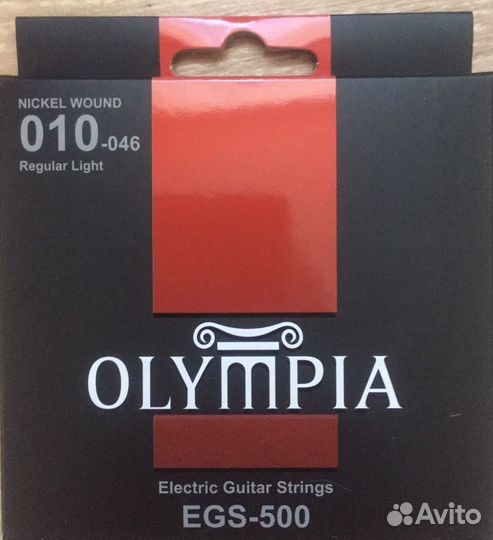 NICKEL WOUND
010-046
Regular Light
OLYMPIA
Electric Guitar Strings
EGS-500
Avito